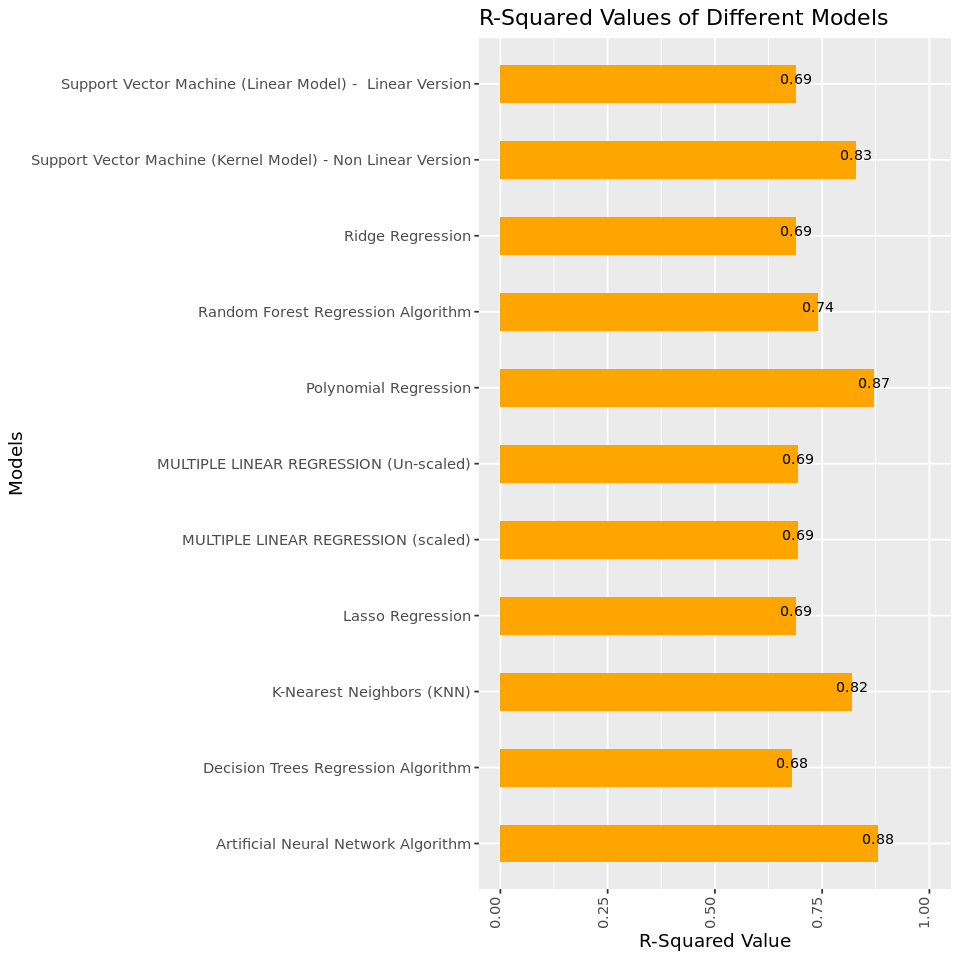 R-Squared Values of Different Models
Support Vector Machine (Linear Model) -  Linear Version
0.69
Support Vector Machine (Kernel Model) - Non Linear Version
0.83
Ridge Regression
0.69
Random Forest Regression Algorithm
0.74
Polynomial Regression
0.87
MULTIPLE LINEAR REGRESSION (Un-scaled)
0.69
MULTIPLE LINEAR REGRESSION (scaled)
0.69
Lasso Regression
0.69
K-Nearest Neighbors (KNN)
0.82
Decision Trees Regression Algorithm
0.68
Artificial Neural Network Algorithm
0.88
Models
0.00
0.25
0.50
0.75
1.00
R-Squared Value